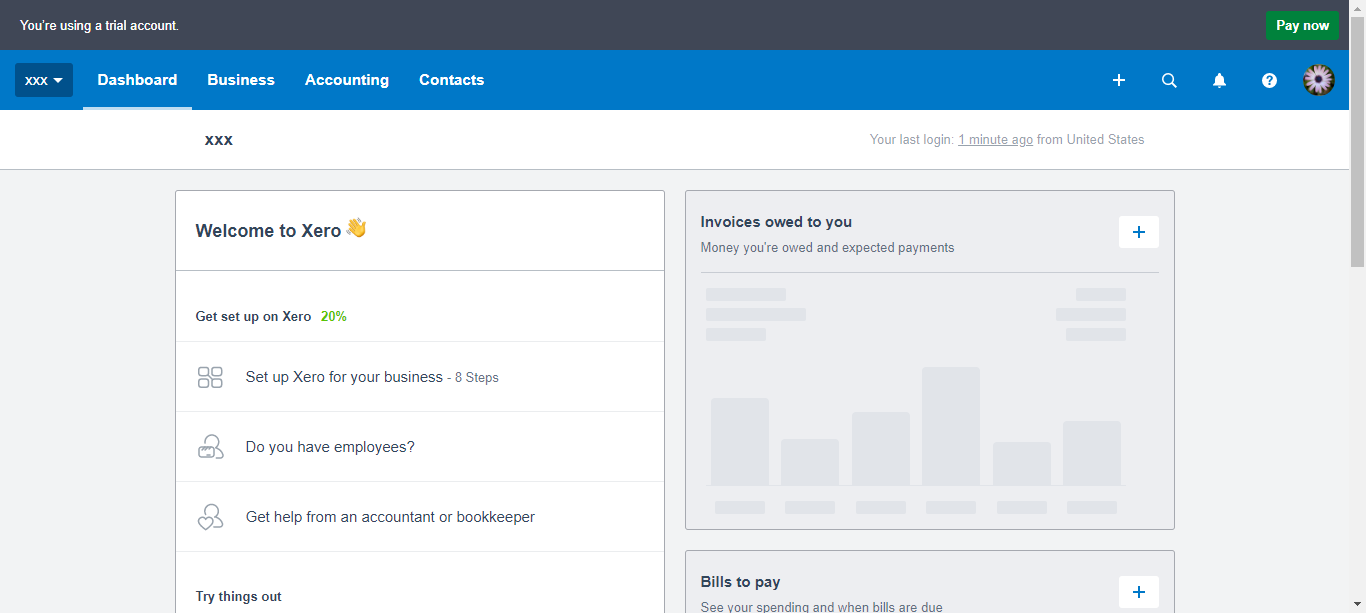 You're using a trial account.
Pay now
xxx
Dashboard
Business
Accounting
Contacts
xxx
Your last login: 1 minute ago from United States
Welcome to Xero 👋
Get set up on Xero 20%
Set up Xero for your business - 8 Steps
Do you have employees?
Get help from an accountant or bookkeeper
Try things out
Invoices owed to you
Money you're owed and expected payments
Bills to pay
See your spending and when bills are due